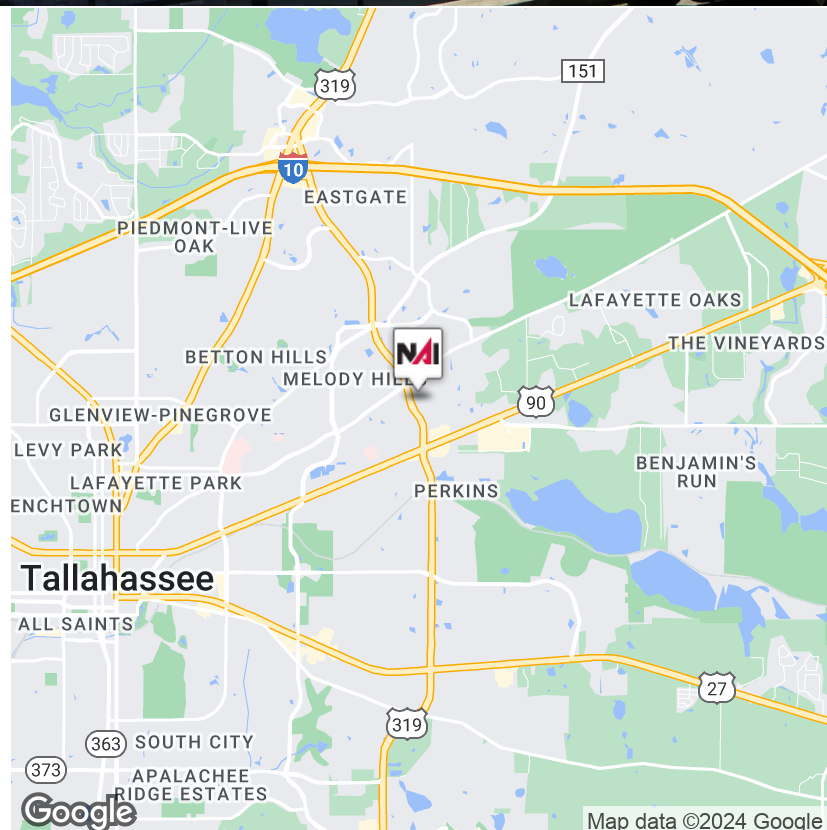 319
151
10
EASTGATE
PIEDMONT-LIVE
OAK
LAFAYETTE OAKS
THE VINEYARDS
NAI
BETTON HILLS
MELODY HILL
90
GLENVIEW-PINEGROVE
LEVY PARK
BENJAMIN'S
RUN
LAFAYETTE PARK
PERKINS
ENCHTOWN
Tallahassee
ALL SAINTS
27
319
363
SOUTH CITY
373
APALACHEE
RIDGE ESTATES
Google
Map data ©2024 Google